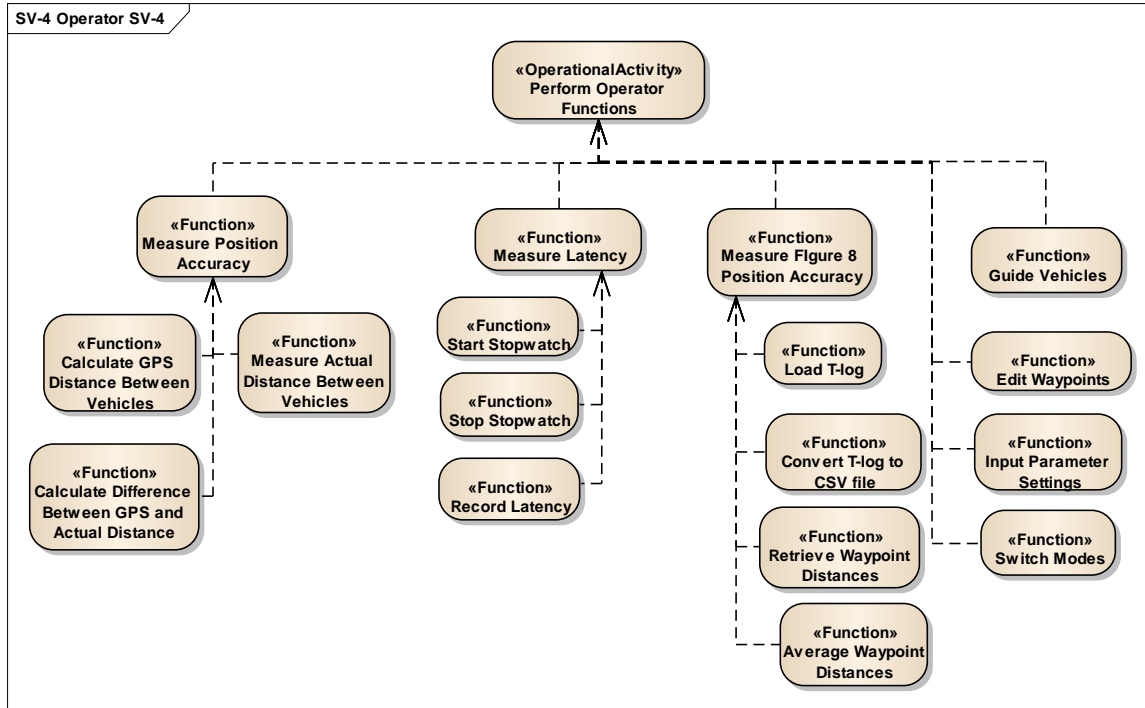 SV-4 Operator SV-4
«OperationalActivity»
Perform Operator
Functions
«Function»
Measure Position
Accuracy
«Function»
Measure Latency
«Function»
Measure FIgure 8
Position Accuracy
«Function»
Guide Vehicles
«Function»
Calculate GPS
Distance Between
Vehicles
«Function»
Measure Actual
Distance Between
Vehicles
«Function»
Calculate Difference
Between GPS and
Actual Distance
«Function»
Start Stopwatch
«Function»
Stop Stopwatch
«Function»
Record Latency
«Function»
Load T-log
«Function»
Convert T-log to
CSV file
«Function»
Retrieve Waypoint
Distances
«Function»
Average Waypoint
Distances
«Function»
Edit Waypoints
«Function»
Input Parameter
Settings
«Function»
Switch Modes